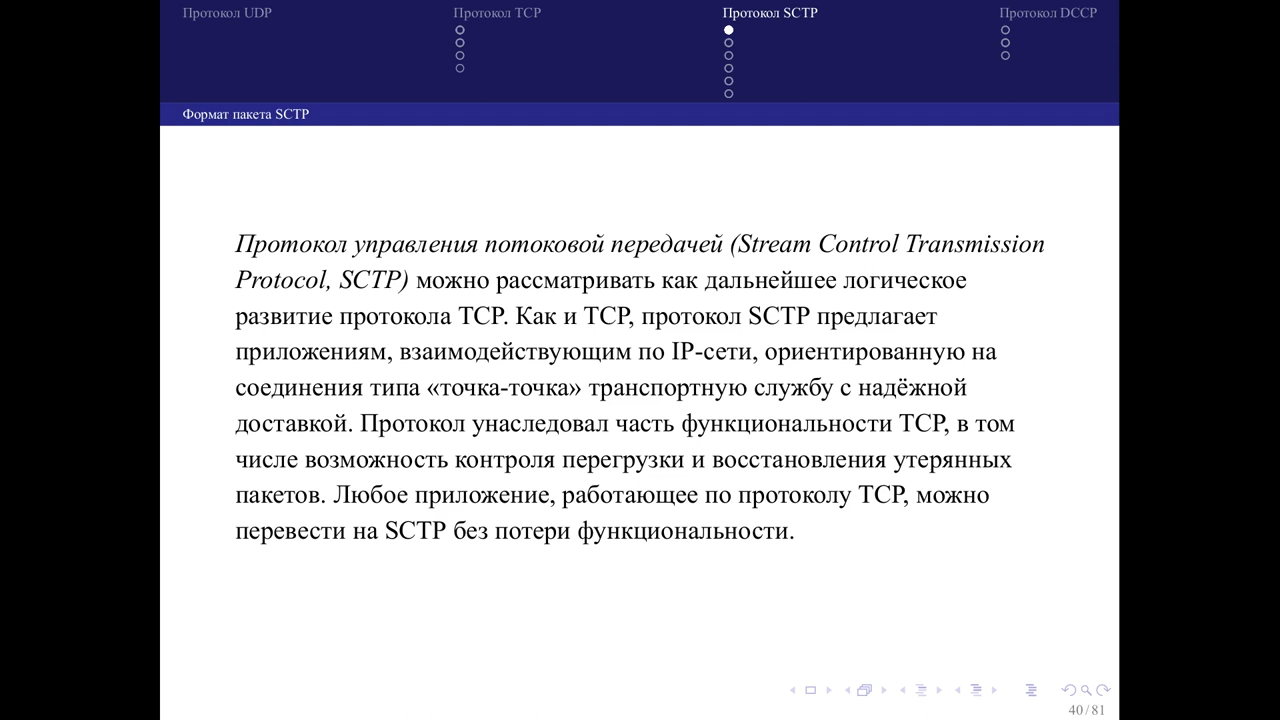 Протокол UDP
Протокол TCP
Протокол SCTP
Протокол DCCP
Формат пакета SCTP
Протокол управления потоковой передачей (Stream Control Transmission
Protocol, SCTP) можно рассматривать как дальнейшее логическое
развитие протокола TCP. Как и TCP, протокол SCTP предлагает
приложениям, взаимодействующим по IP-сети, ориентированную на
соединения типа «точка-точка» транспортную службу с надёжной
доставкой. Протокол унаследовал часть функциональности TCP, в том
числе возможность контроля перегрузки и восстановления утерянных
пакетов. Любое приложение, работающее по протоколу TCP, можно
перевести на SCTP без потери функциональности.
40/81